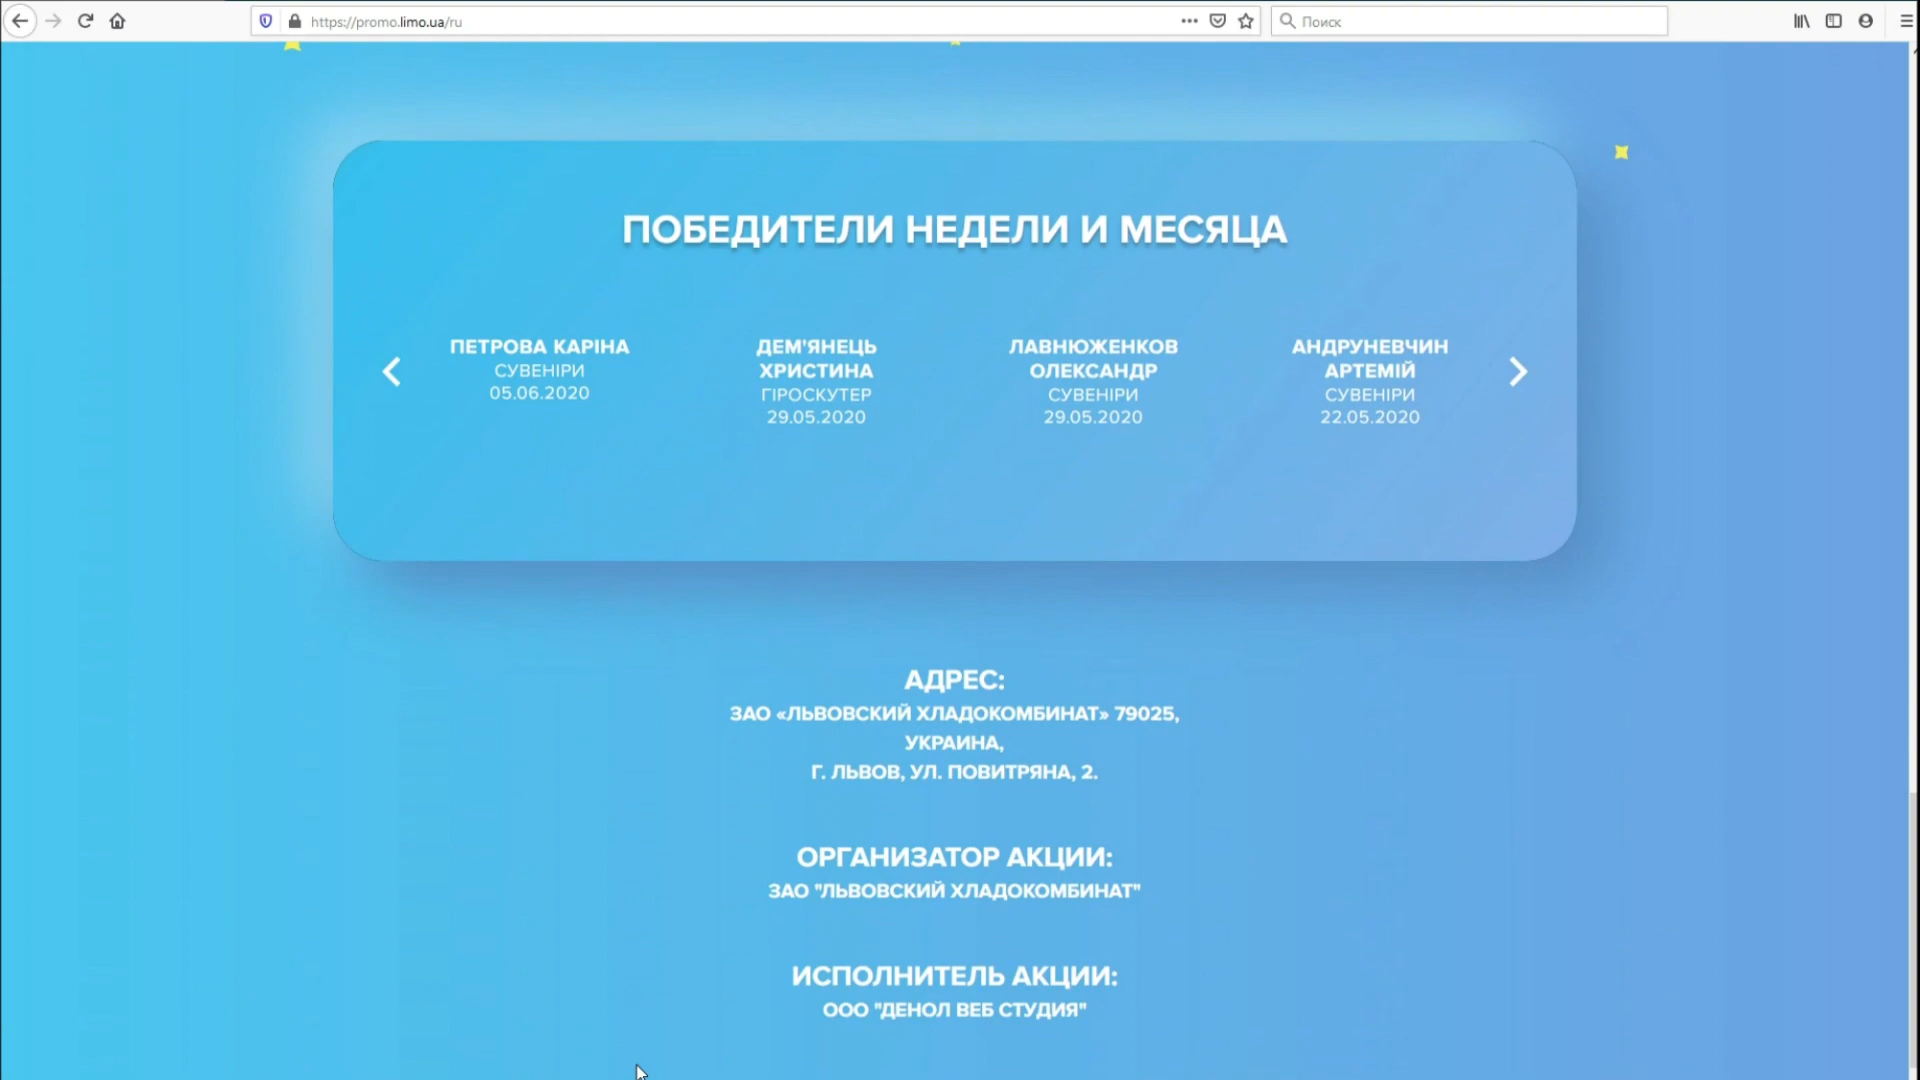 https://promo.limo.ua/ru
Поиск
ПОБЕДИТЕЛИ НЕДЕЛИ И МЕСЯЦА
ПЕТРОВА КАРІНА
СУВЕНІРИ
05.06.2020
ДЕМ'ЯНЕЦЬ
ХРИСТИНА
ГІРОСКУТЕР
29.05.2020
ЛАВНЮЖЕНКОВ
ОЛЕКСАНДР
СУВЕНІРИ
29.05.2020
АНДРУНЕВЧИН
АРТЕМІЙ
СУВЕНІРИ
22.05.2020
АДРЕС:
ЗАО «ЛЬВОВСКИЙ ХЛАДОКОМБИНАТ» 79025,
УКРАИНА,
Г. ЛЬВОВ, УЛ. ПОВИТРЯНА, 2.
ОРГАНИЗАТОР АКЦИИ:
ЗАО "ЛЬВОВСКИЙ ХЛАДОКОМБИНАТ"
ИСПОЛНИТЕЛЬ АКЦИИ:
ООО "ДЕНОЛ ВЕБ СТУДИЯ"